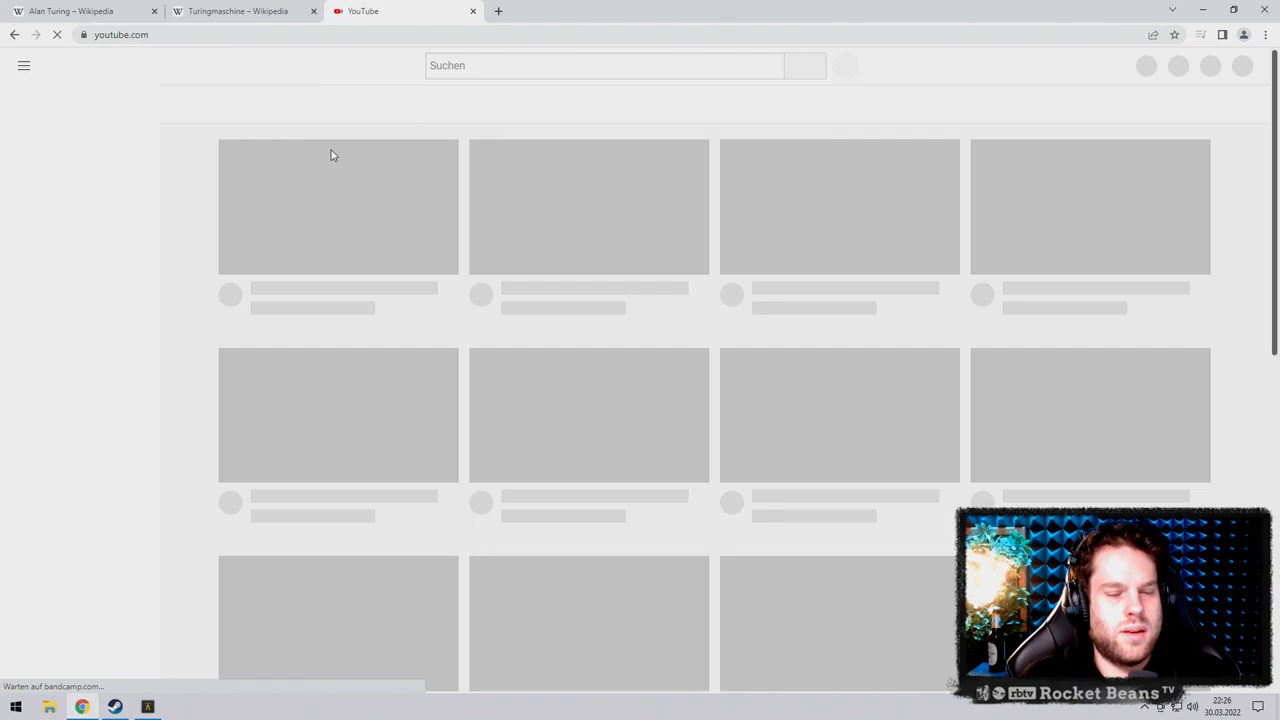 Alan Turing – Wikipedia
Turingmaschine – Wikipedia
YouTube
youtube.com
Suchen
Warten auf bandcamp.com...
rbtv Rocket Beans TV
22:26
30.03.2022